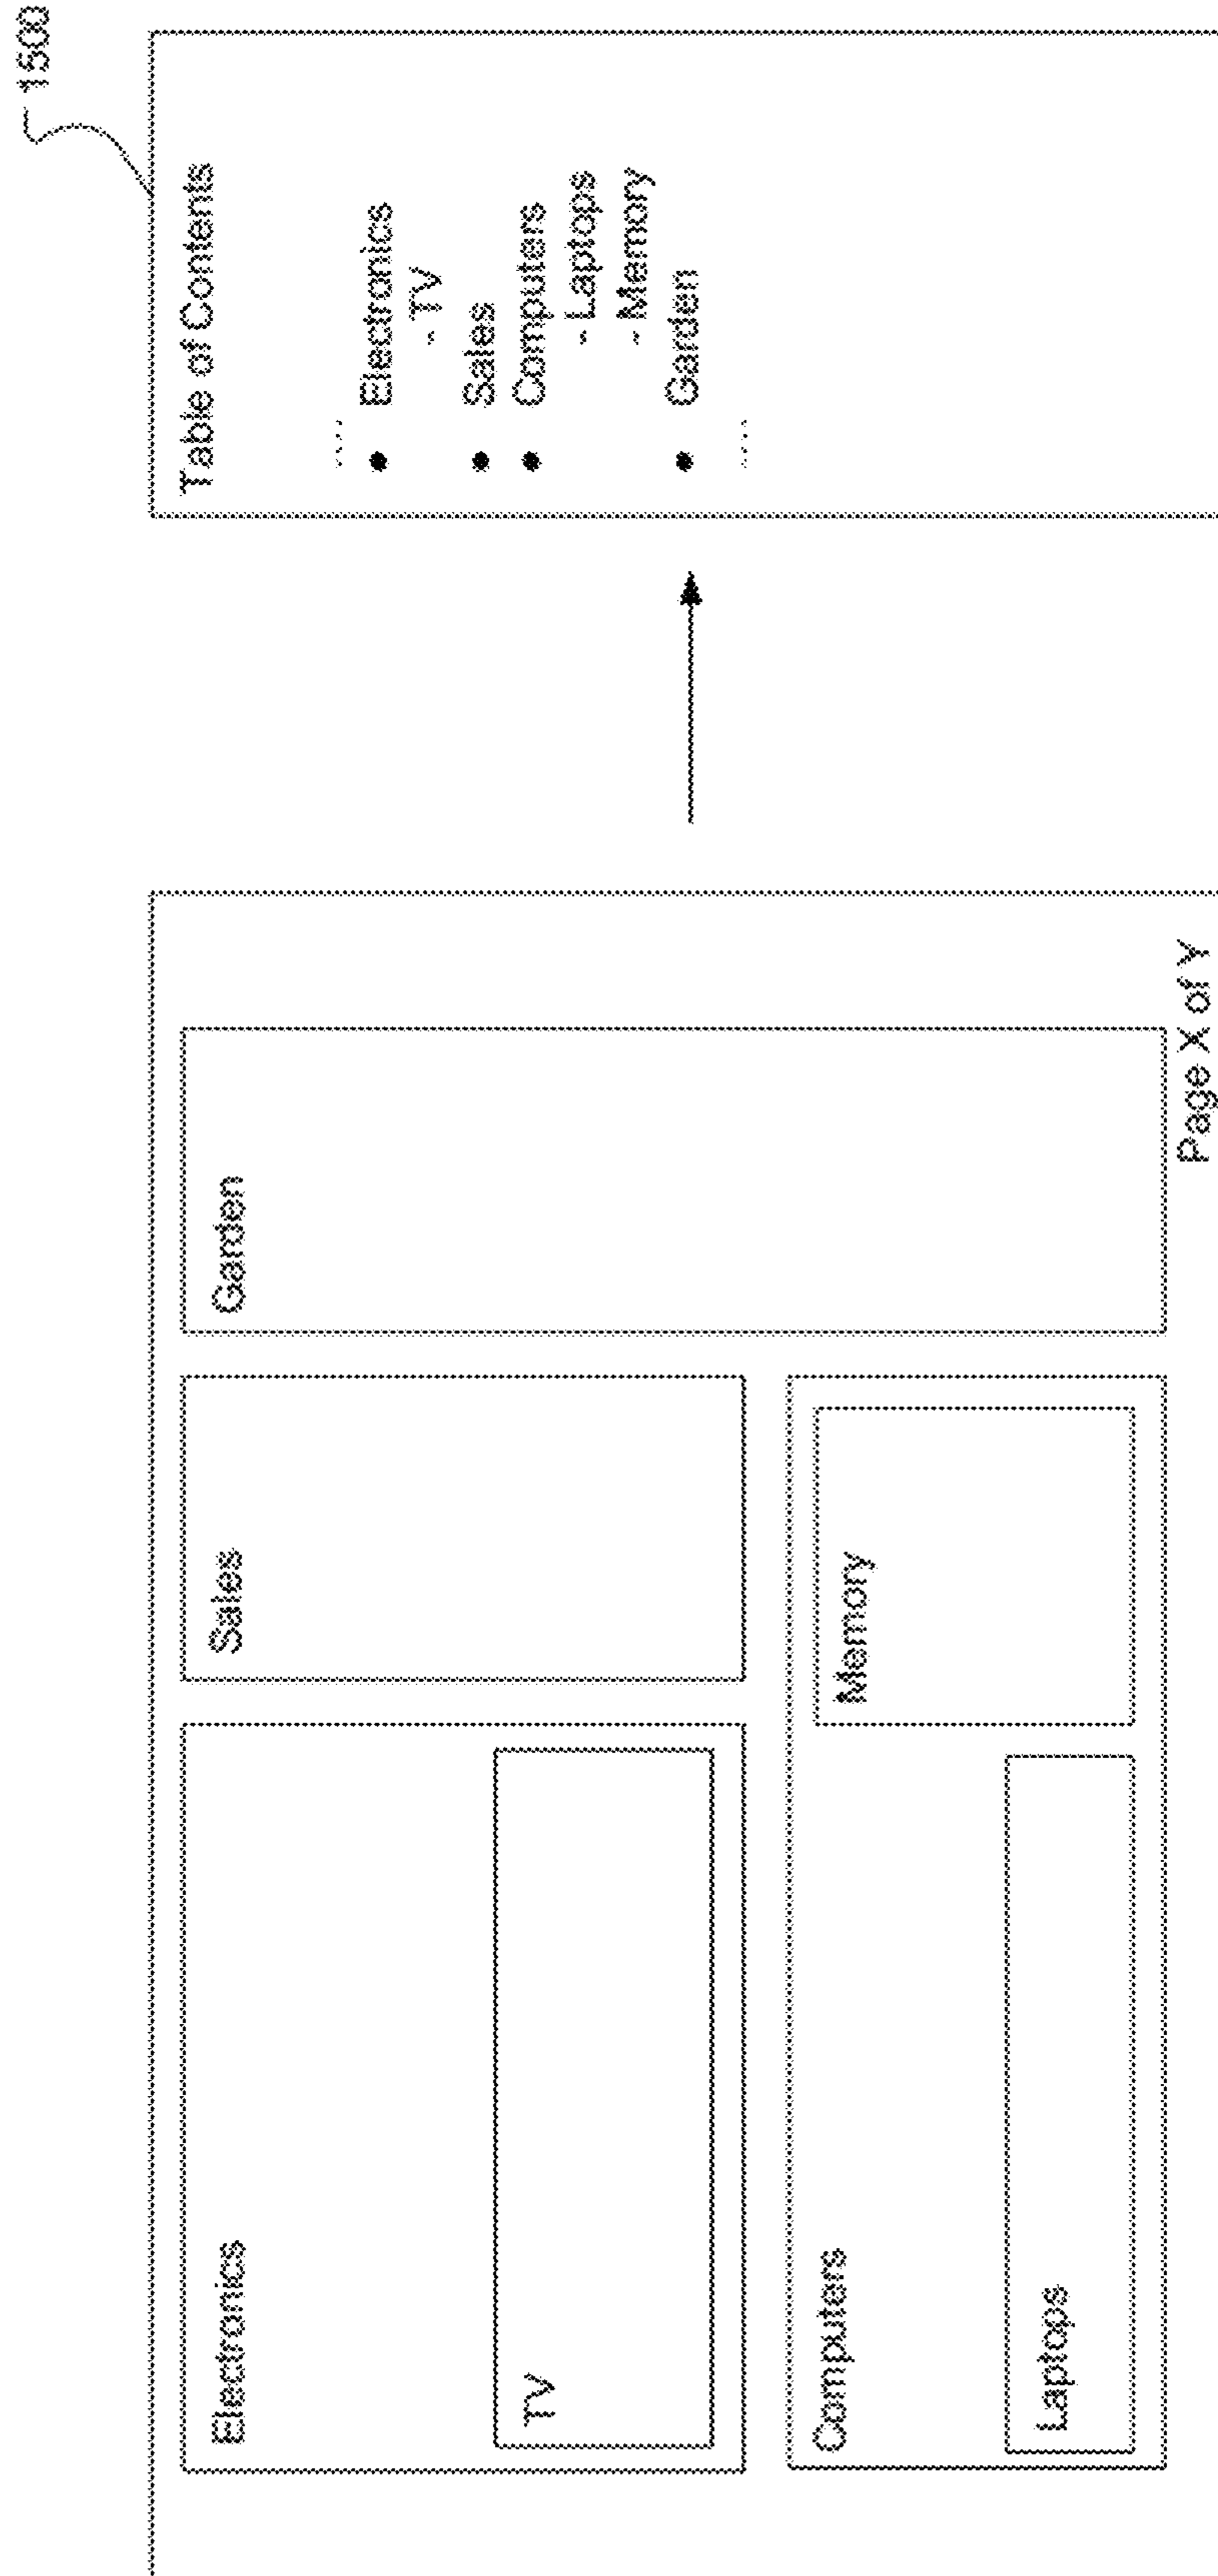 1500
Electronics
TV
Sales
Computers
Laptops
Memory
Garden
Page X of Y
Table of Contents
....
• Electronics
- TV
• Sales
• Computers
- Laptops
- Memory
• Garden
....